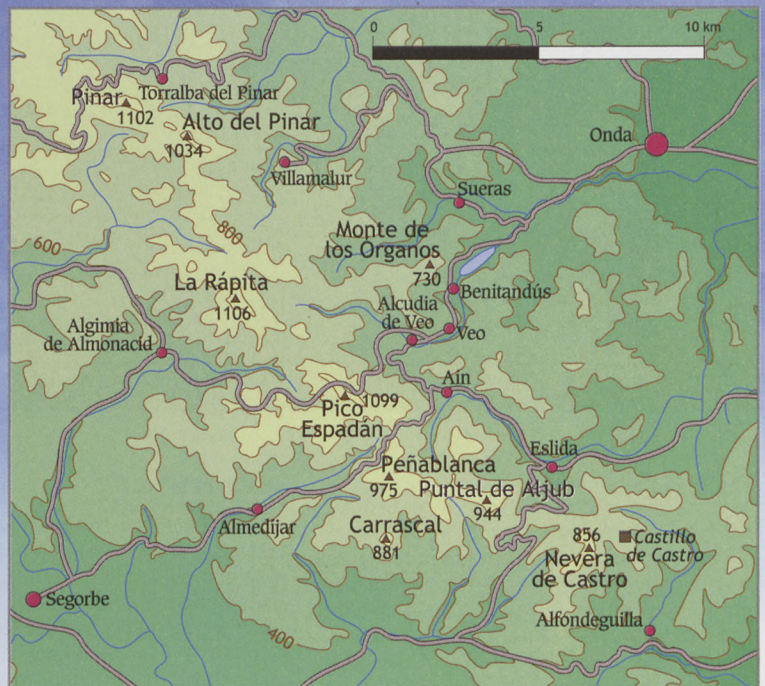 0 5 10 km
Torralba del Pinar
Pinar
1102
Alto del Pinar
1034
Onda
Villamalur
Sueras
800
Monte de
los Organos
730
600
La Rápita
1106
Benitandús
Alcudia
de Veo
Veo
Algimia
de Almonacid
Ain
1099
Pico
Espadán
Eslida
Peñablanca
975
Puntal de Aljub
944
Almedíjar
Carrascal
881
856
Castillo
de Castro
Nevera
de Castro
Segorbe
Alfondeguilla
400